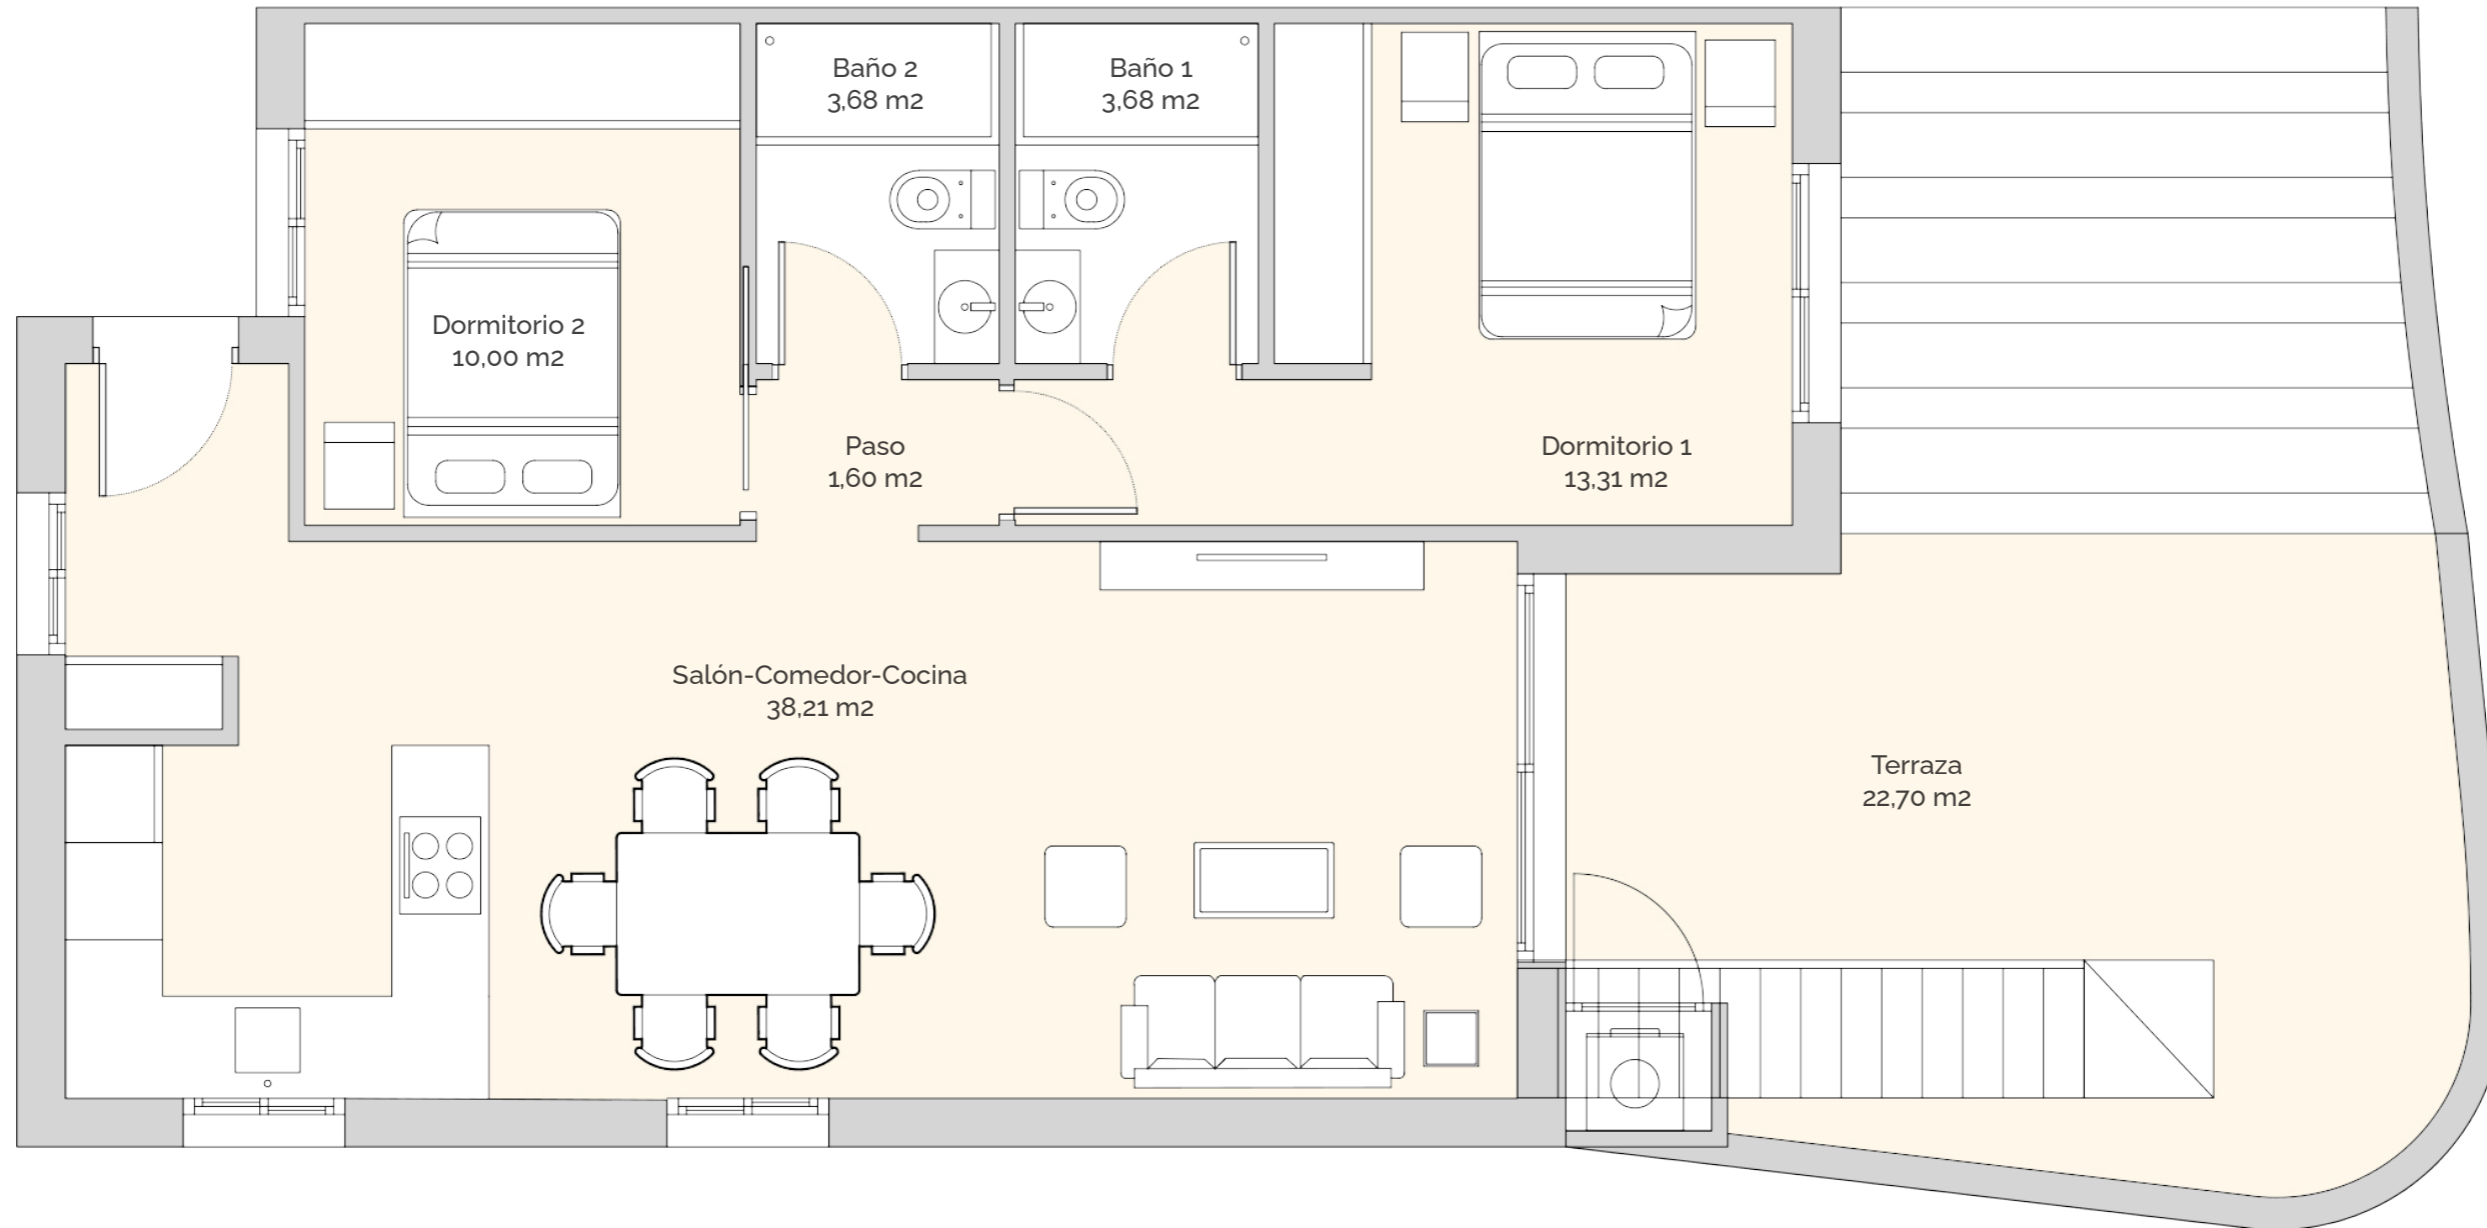 Baño 2
3,68 m2
Baño 1
3,68 m2
Dormitorio 2
10,00 m2
Paso
1,60 m2
Dormitorio 1
13,31 m2
Salón-Comedor-Cocina
38,21 m2
Terraza
22,70 m2